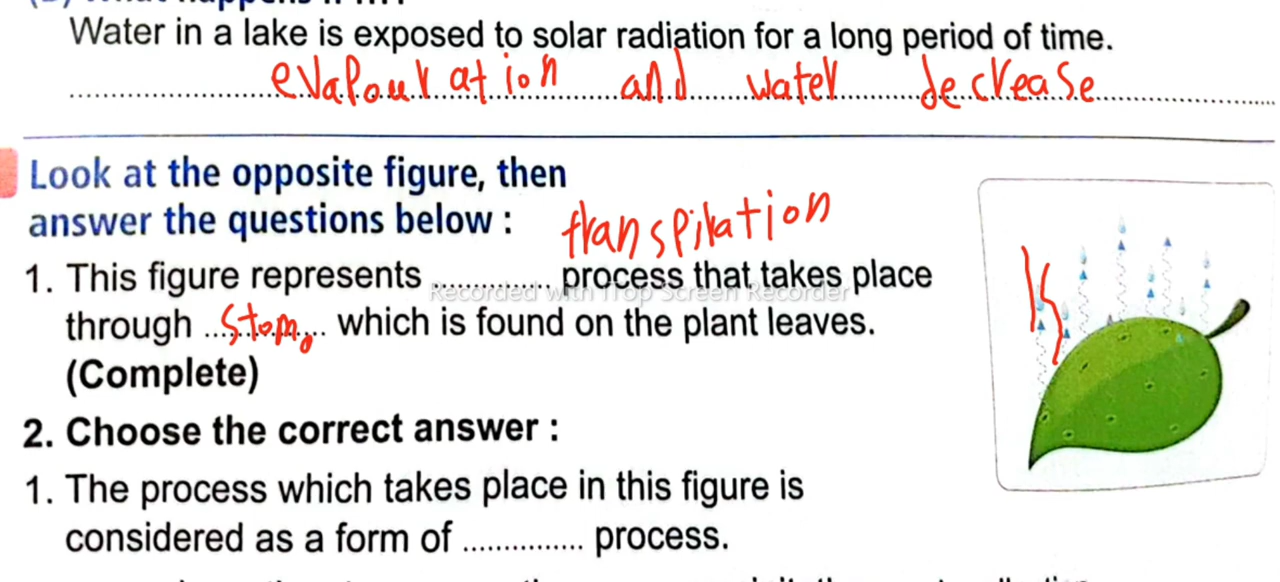 Water in a lake is exposed to solar radiation for a long period of time.
evapouration and water decrease
Look at the opposite figure, then
answer the questions below :
transpiration
1. This figure represents .............. process that takes place
Recorded with iTop Screen Recorder
through ..Stom.. which is found on the plant leaves.
(Complete)
2. Choose the correct answer :
1. The process which takes place in this figure is
considered as a form of .............. process.